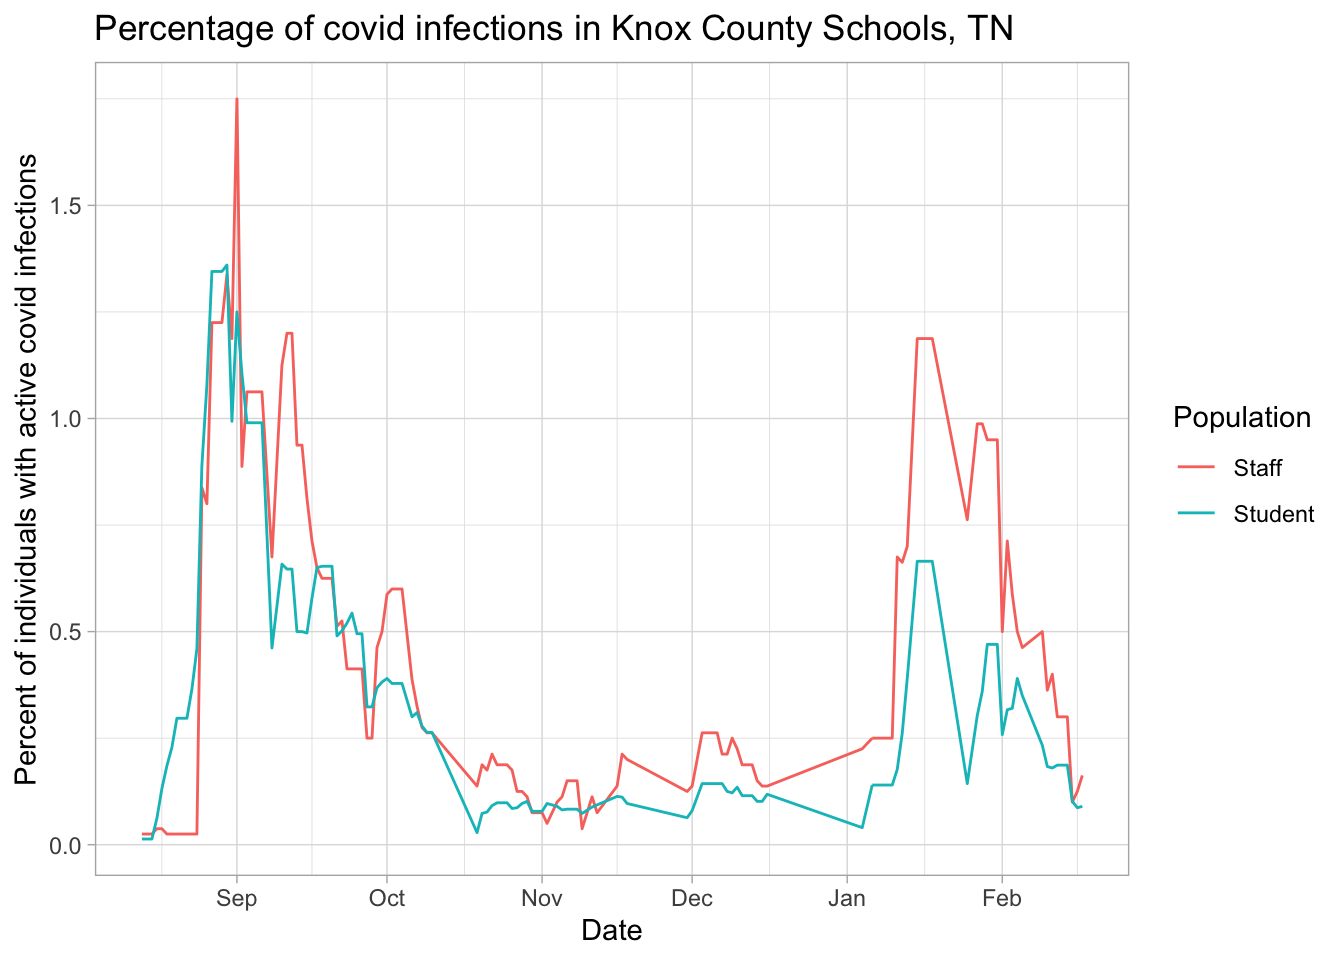 Percentage of covid infections in Knox County Schools, TN
Percent of individuals with active covid infections
1.5
1.0
0.5
0.0
Sep Oct Nov Dec Jan Feb
Date
Population
Staff
Student